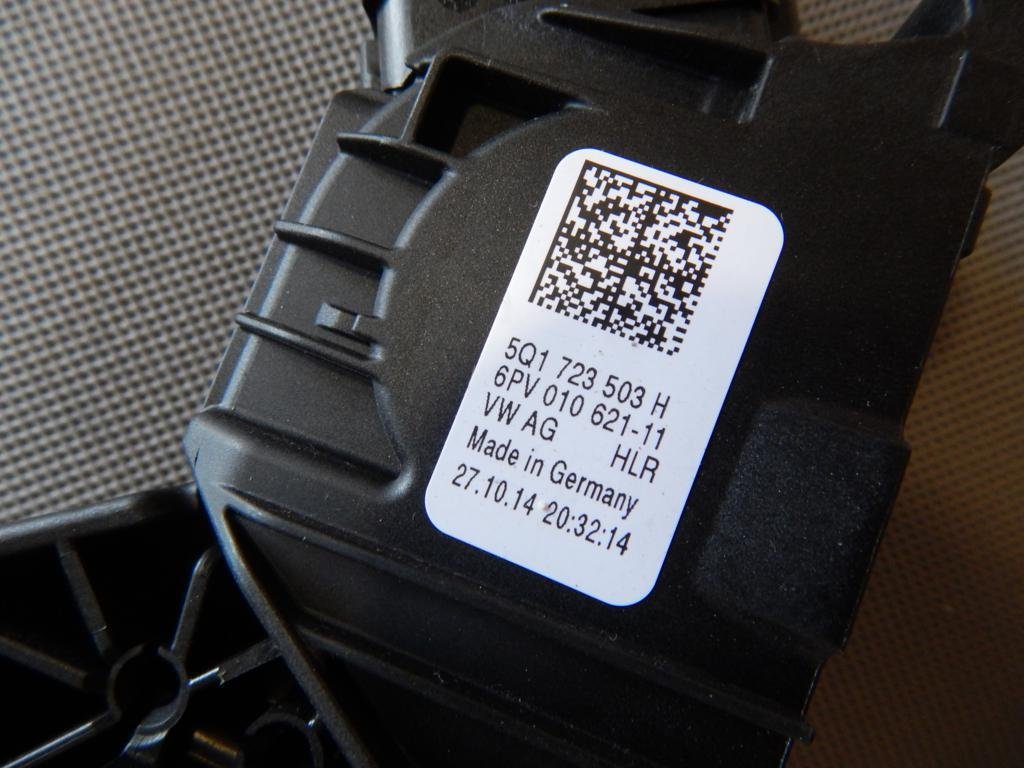 5Q1 723 503 H
6PV 010 621-11
VW AG HLR
Made in Germany
27.10.14 20:32:14